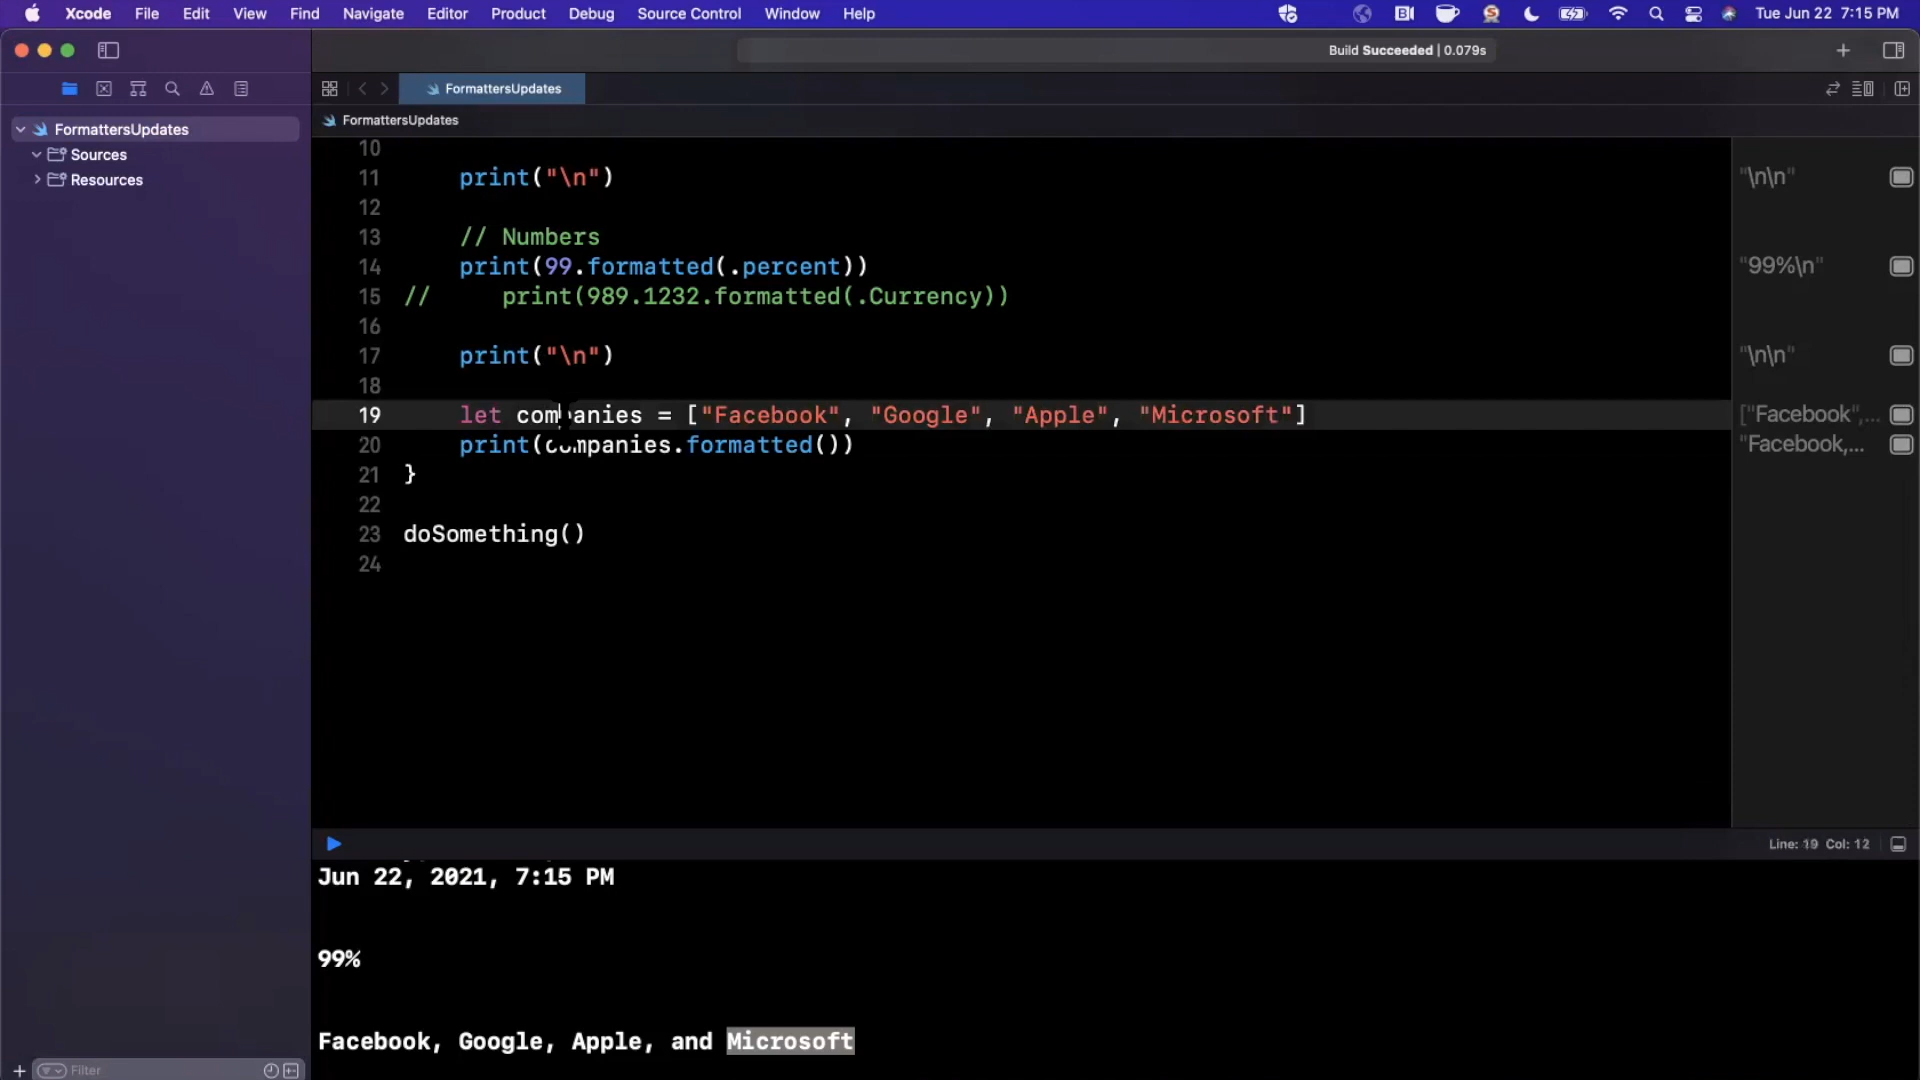 Xcode File Edit View Find Navigate Editor Product Debug Source Control Window Help Tue Jun 22 7:15 PM
Build Succeeded | 0.079s
FormattersUpdates
FormattersUpdates
FormattersUpdates
Sources
Resources
10
11 print("\n") "\n\n"
12
13 // Numbers
14 print(99.formatted(.percent)) "99%\n"
15 // print(989.1232.formatted(.Currency))
16
17 print("\n") "\n\n"
18
19 let companies = ["Facebook", "Google", "Apple", "Microsoft"] ["Facebook",...
20 print(companies.formatted()) "Facebook,...
21 }
22
23 doSomething()
24
Line: 19 Col: 12
Jun 22, 2021, 7:15 PM
99%
Facebook, Google, Apple, and Microsoft
Filter